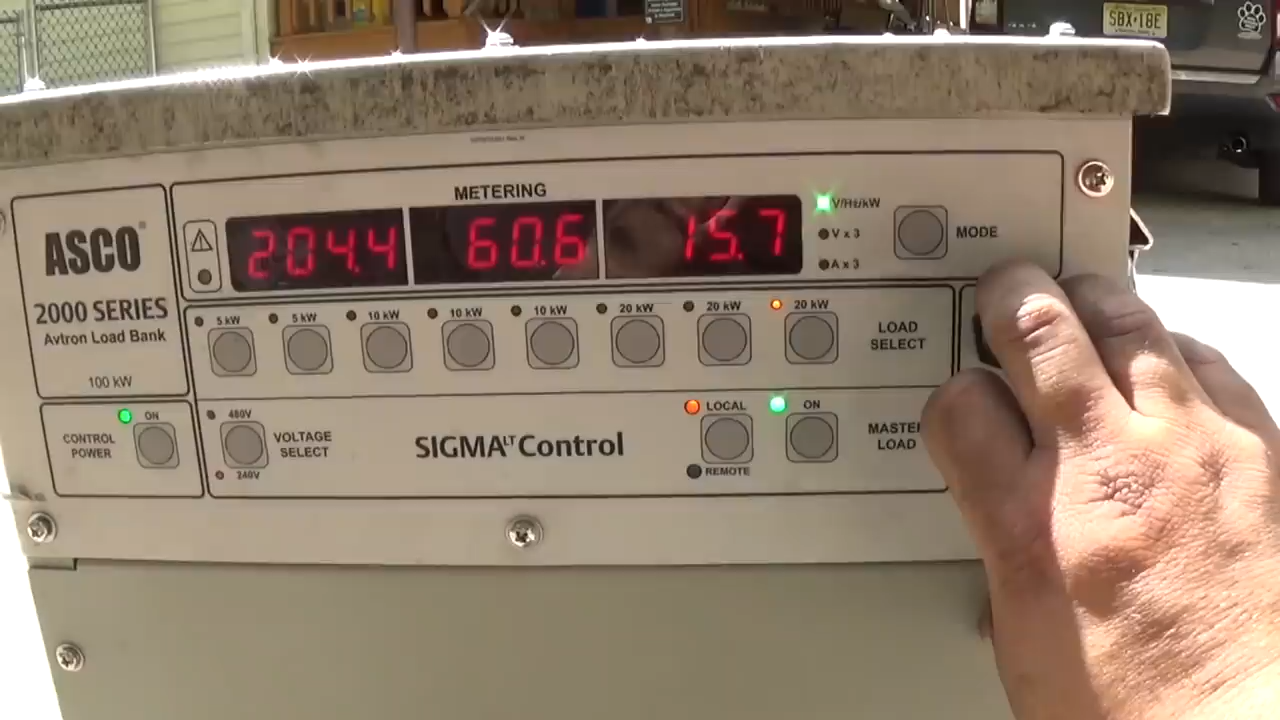 SBX•18E
METERING
ASCO®
2000 SERIES
Avtron Load Bank
100 kW
204.4
60.6
15.7
V/Hz/kW
V x 3
A x 3
MODE
5 kW
5 kW
10 kW
10 kW
10 kW
20 kW
20 kW
20 kW
LOAD
SELECT
CONTROL
POWER
ON
480V
240V
VOLTAGE
SELECT
SIGMA LT Control
LOCAL
REMOTE
ON
MASTER
LOAD